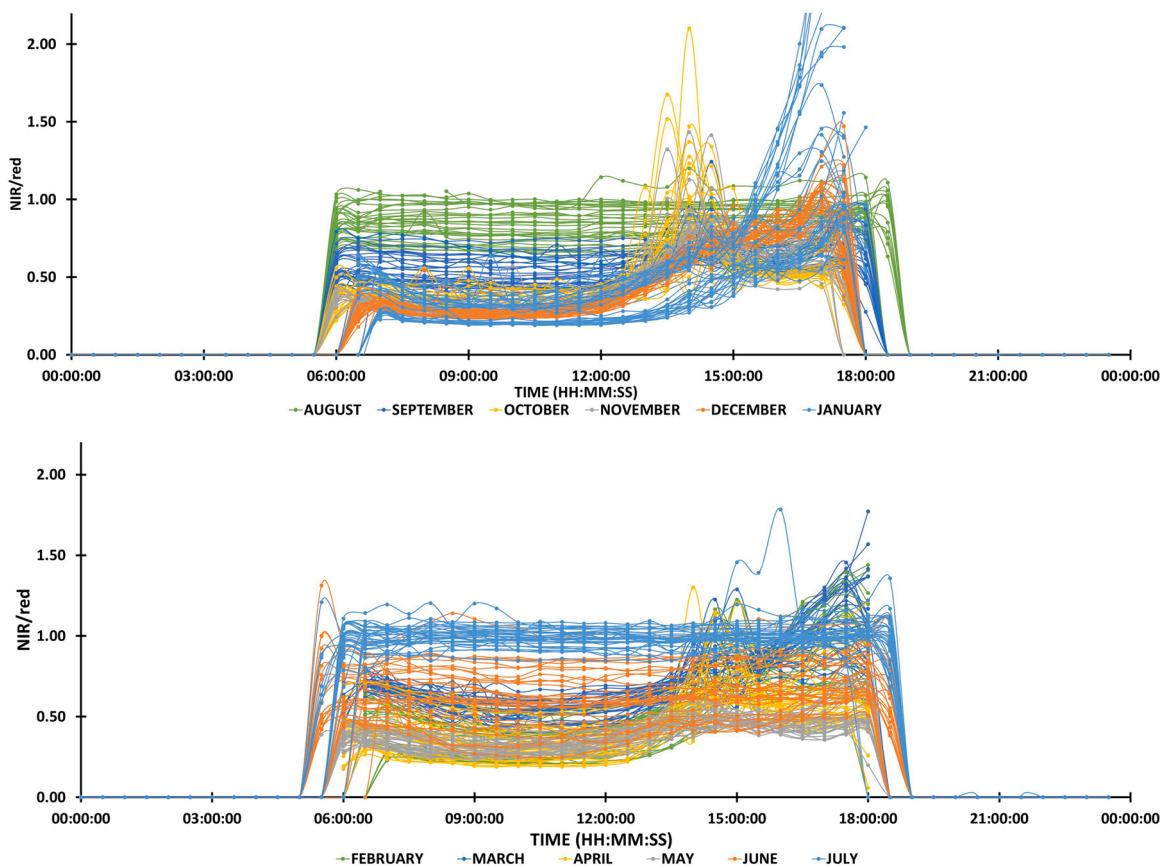 2.00
1.50
1.00
0.50
0.00
NIR/red
00:00:00 03:00:00 06:00:00 09:00:00 12:00:00 15:00:00 18:00:00 21:00:00 00:00:00
TIME (HH:MM:SS)
AUGUST SEPTEMBER OCTOBER NOVEMBER DECEMBER JANUARY
2.00
1.50
1.00
0.50
0.00
NIR/red
00:00:00 03:00:00 06:00:00 09:00:00 12:00:00 15:00:00 18:00:00 21:00:00 00:00:00
TIME (HH:MM:SS)
FEBRUARY MARCH APRIL MAY JUNE JULY